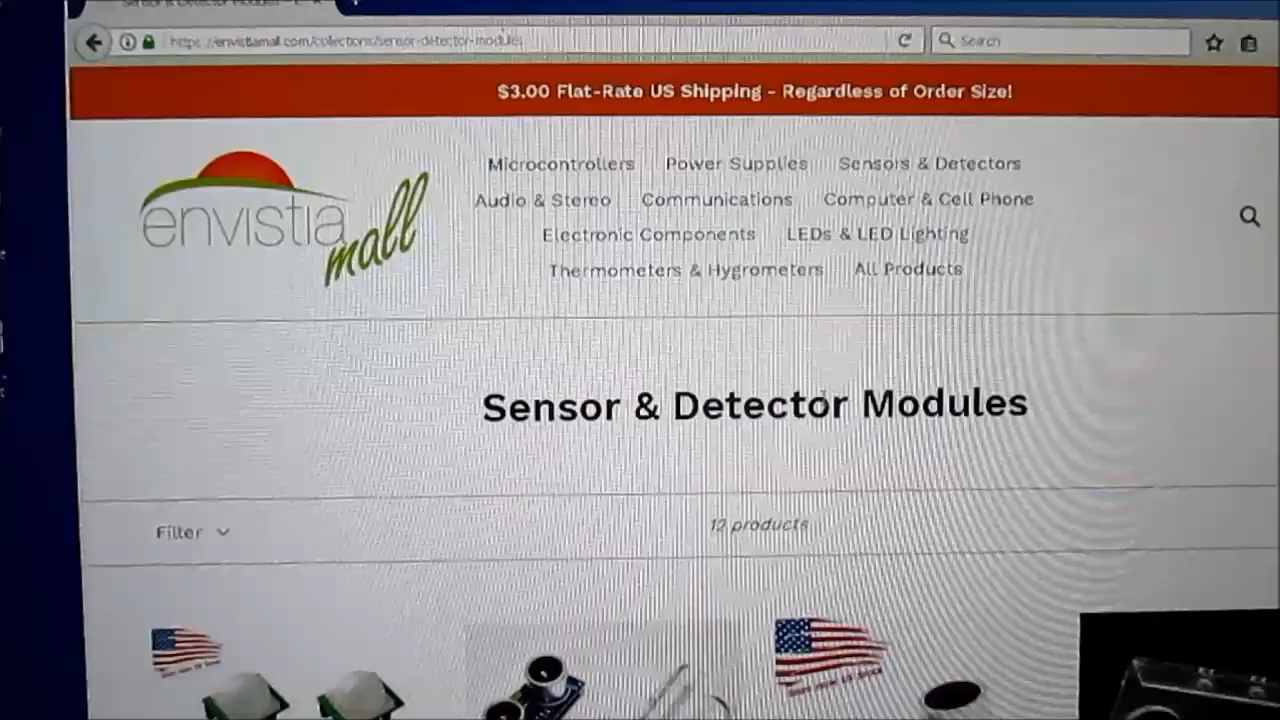 https://envistiamall.com/collections/sensor-detector-modules
Search
$3.00 Flat-Rate US Shipping - Regardless of Order Size!
envistia
mall
Microcontrollers Power Supplies Sensors & Detectors
Audio & Stereo Communications Computer & Cell Phone
Electronic Components LEDs & LED Lighting
Thermometers & Hygrometers All Products
Sensor & Detector Modules
Filter
12 products